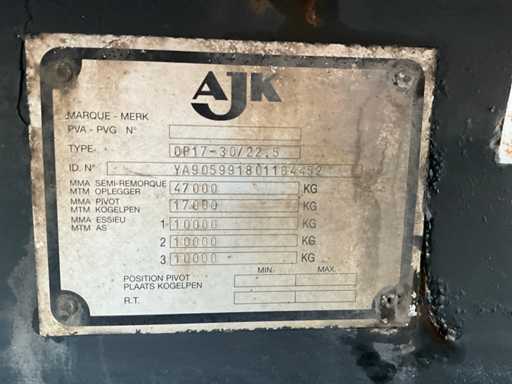 AJK
MARQUE - MERK
PVA - PVG N°
TYPE OP17-30/22.5
ID. N° YA9059918011B4452
MMA SEMI-REMORQUE
MTM OPLEGGER 47000 KG
MMA PIVOT
MTM KOGELPEN 17000 KG
MMA ESSIEU
MTM AS 1 10000 KG
2 10000 KG
3 10000 KG
MIN. MAX.
POSITION PIVOT
PLAATS KOGELPEN
R.T.